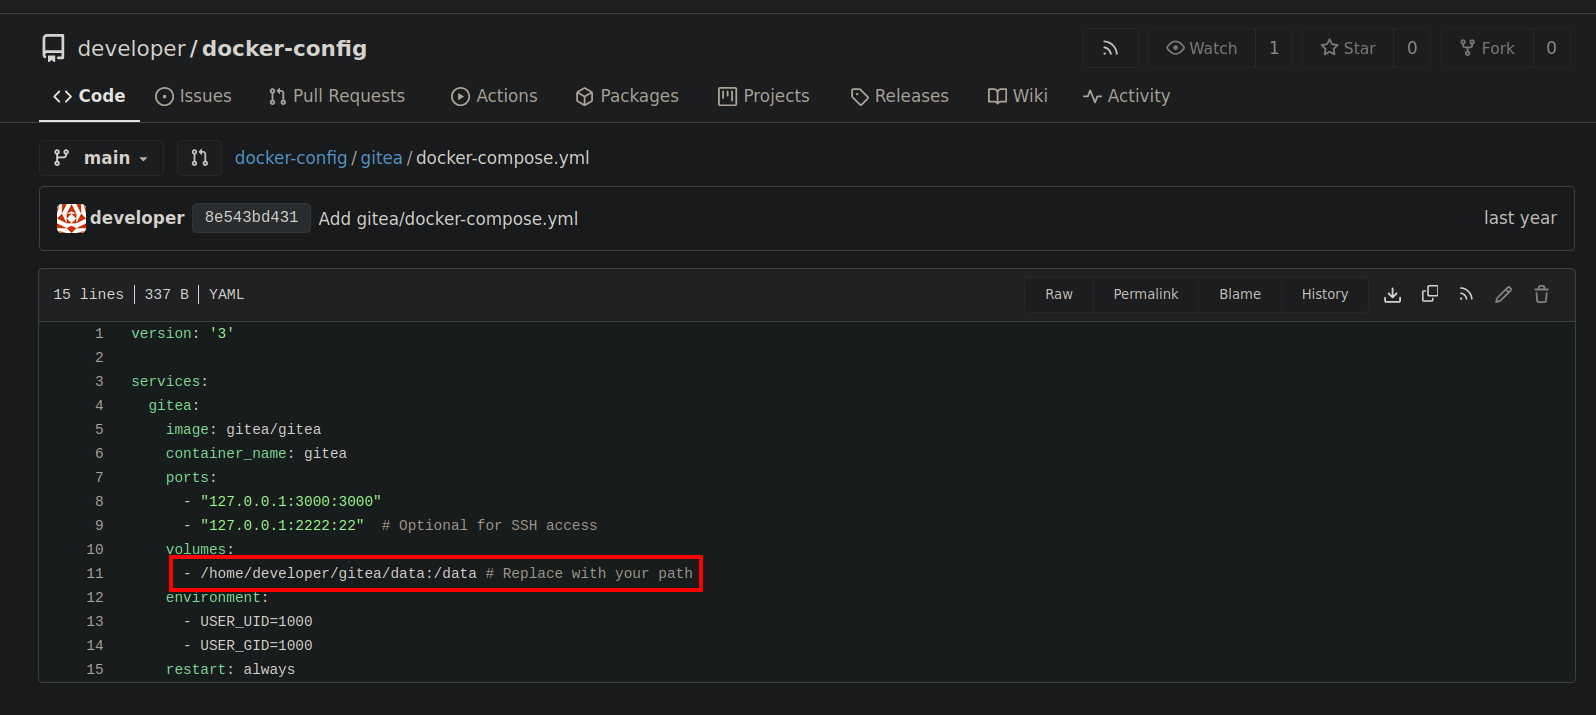 developer / docker-config
Watch 1 Star 0 Fork 0
Code Issues Pull Requests Actions Packages Projects Releases Wiki Activity
main docker-config / gitea / docker-compose.yml
developer 8e543bd431 Add gitea/docker-compose.yml last year
15 lines 337 B YAML Raw Permalink Blame History
1 version: '3'
2
3 services:
4 gitea:
5 image: gitea/gitea
6 container_name: gitea
7 ports:
8 - "127.0.0.1:3000:3000"
9 - "127.0.0.1:2222:22" # Optional for SSH access
10 volumes:
11 - /home/developer/gitea/data:/data # Replace with your path
12 environment:
13 - USER_UID=1000
14 - USER_GID=1000
15 restart: always